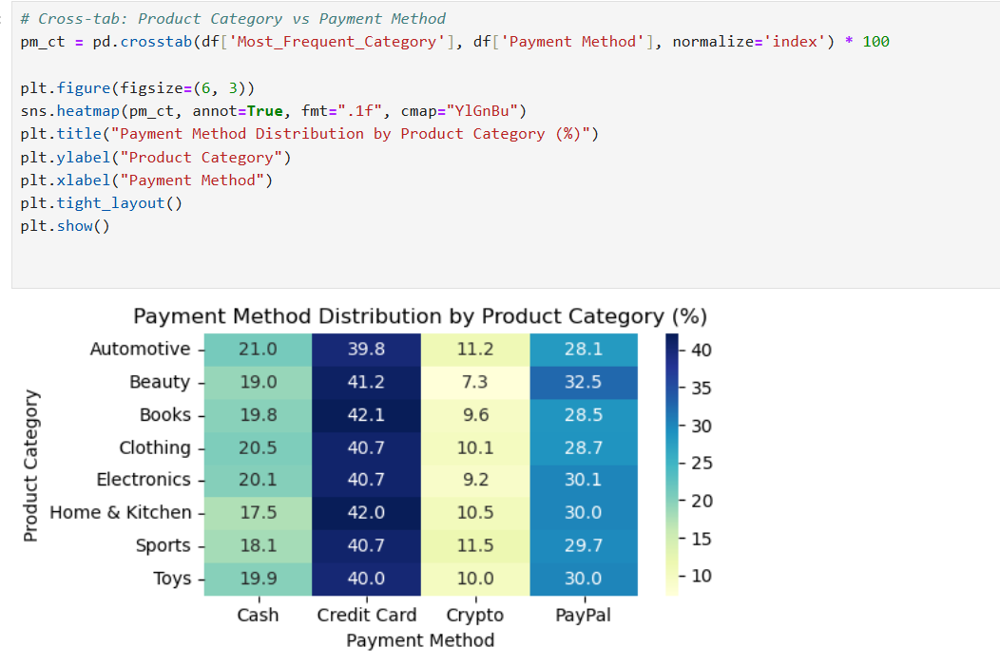 # Cross-tab: Product Category vs Payment Method
pm_ct = pd.crosstab(df['Most_Frequent_Category'], df['Payment Method'], normalize='index') * 100
plt.figure(figsize=(6, 3))
sns.heatmap(pm_ct, annot=True, fmt=".1f", cmap="YlGnBu")
plt.title("Payment Method Distribution by Product Category (%)")
plt.ylabel("Product Category")
plt.xlabel("Payment Method")
plt.tight_layout()
plt.show()
Payment Method Distribution by Product Category (%)
Product Category
Automotive 21.0 39.8 11.2 28.1
Beauty 19.0 41.2 7.3 32.5
Books 19.8 42.1 9.6 28.5
Clothing 20.5 40.7 10.1 28.7
Electronics 20.1 40.7 9.2 30.1
Home & Kitchen 17.5 42.0 10.5 30.0
Sports 18.1 40.7 11.5 29.7
Toys 19.9 40.0 10.0 30.0
Cash Credit Card Crypto PayPal
Payment Method
40
35
30
25
20
15
10